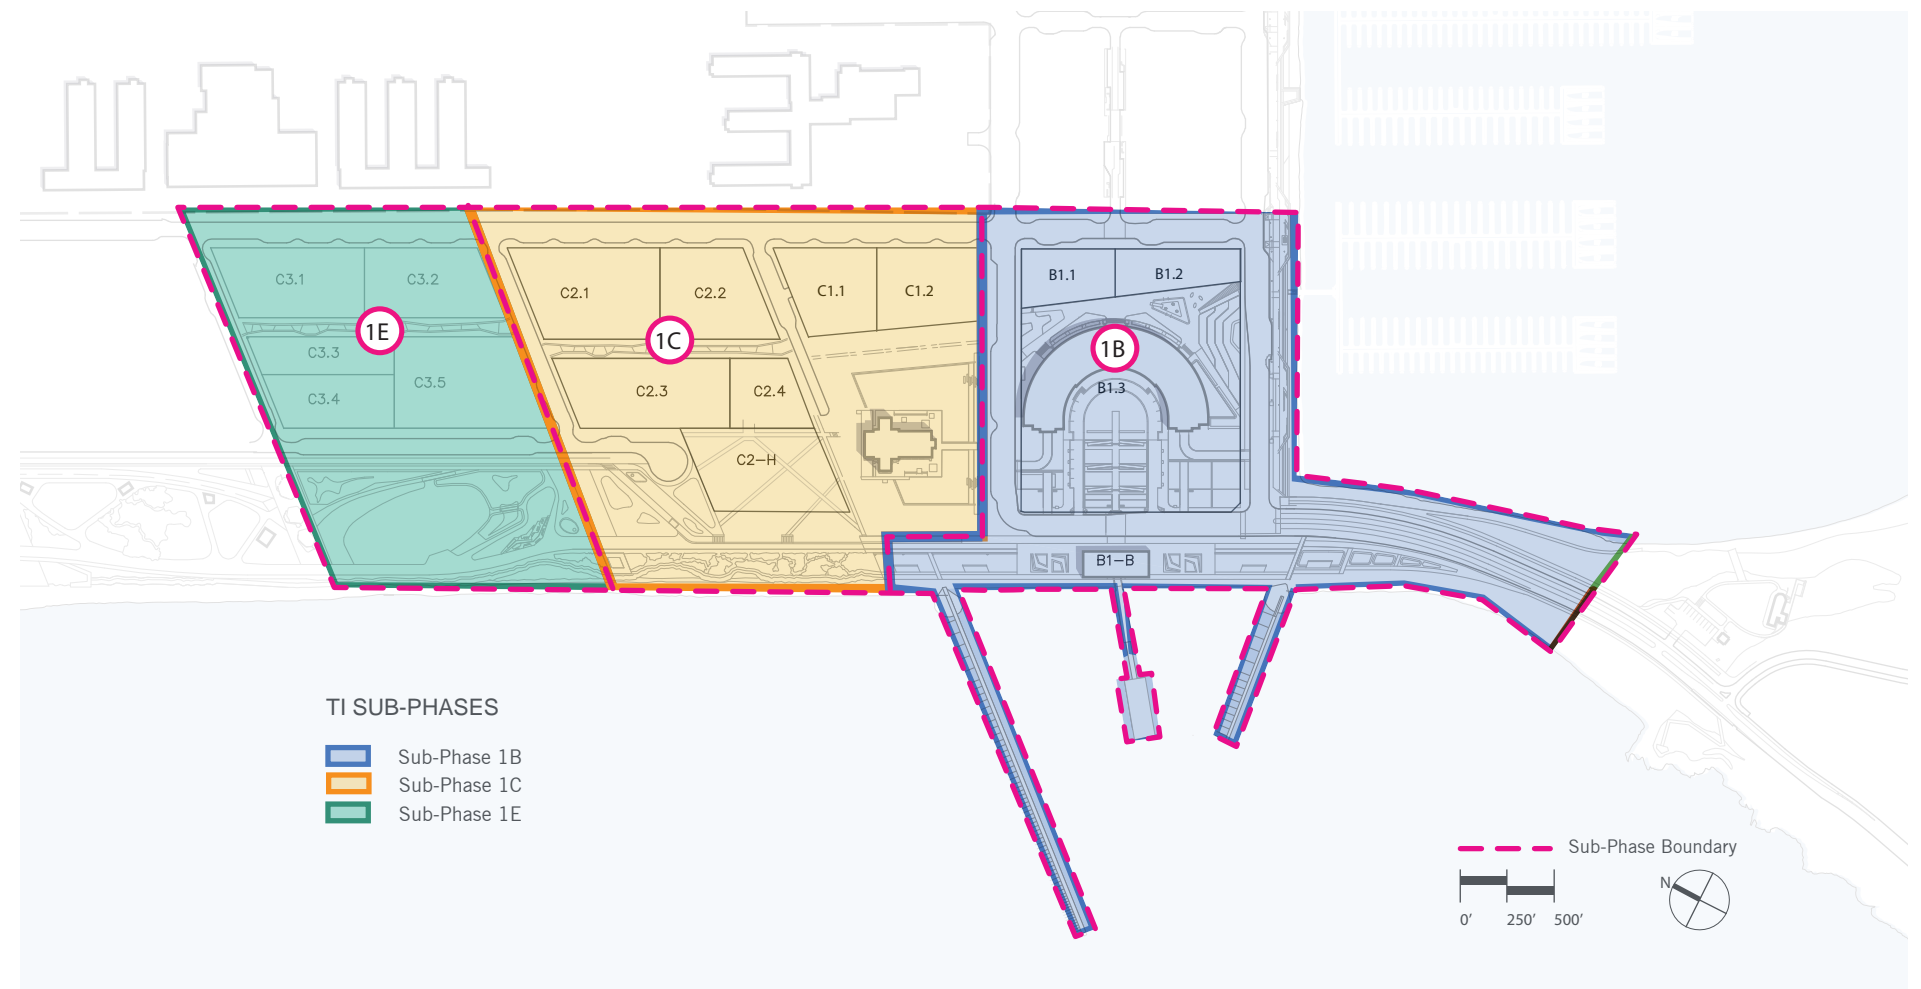 C3.1
C3.2
1E
C3.3
C3.4
C3.5
C2.1
C2.2
1C
C2.3
C2.4
C2-H
C1.1
C1.2
B1.1
B1.2
1B
B1.3
B1-B
TI SUB-PHASES
Sub-Phase 1B
Sub-Phase 1C
Sub-Phase 1E
Sub-Phase Boundary
0' 250' 500'
N